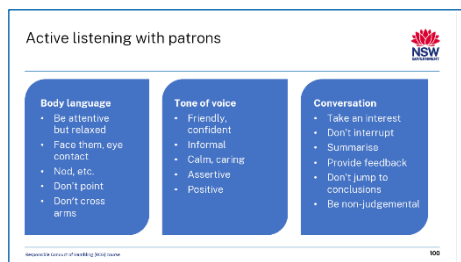 Active listening with patrons
NSW
GOVERNMENT
Body language
• Be attentive
but relaxed
• Face them, eye
contact
• Nod, etc.
• Don't point
• Don't cross
arms
Tone of voice
• Friendly,
confident
• Informal
• Calm, caring
• Assertive
• Positive
Conversation
• Take an interest
• Don't interrupt
• Summarise
• Provide feedback
• Don't jump to
conclusions
• Be non-judgemental
Responsible Conduct of Gambling (RCG) Course
106